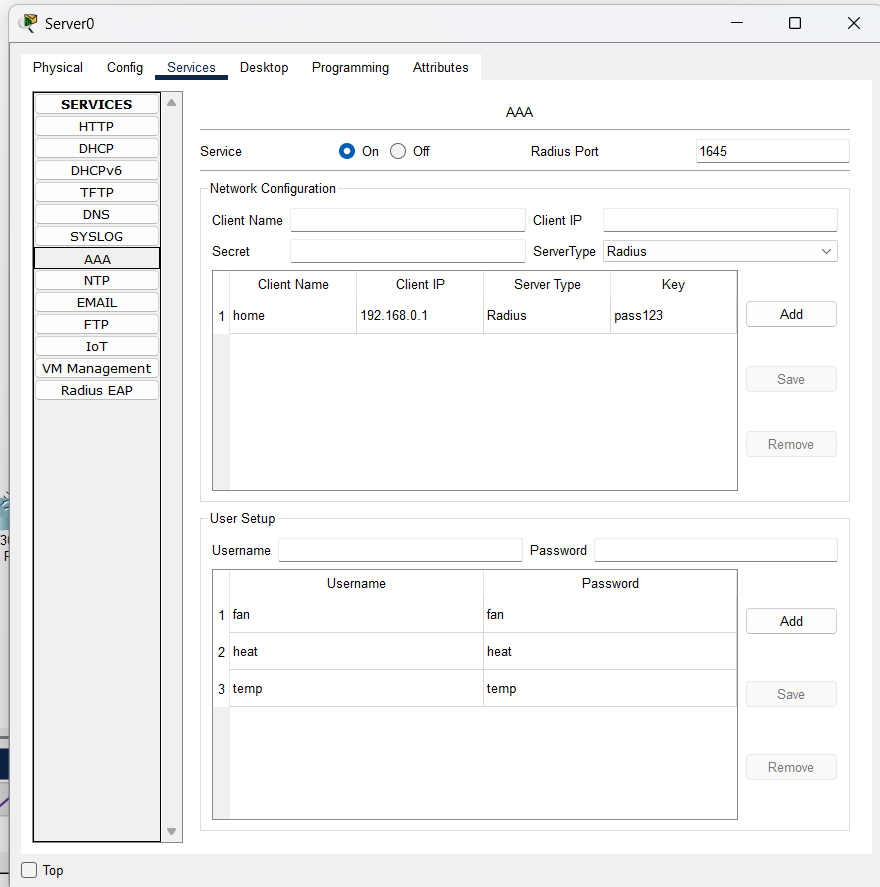 Server0
Physical Config Services Desktop Programming Attributes
SERVICES
HTTP
DHCP
DHCPv6
TFTP
DNS
SYSLOG
AAA
NTP
EMAIL
FTP
IoT
VM Management
Radius EAP
AAA
Service On Off Radius Port 1645
Network Configuration
Client Name Client IP
Secret ServerType Radius
Client Name Client IP Server Type Key
1 home 192.168.0.1 Radius pass123
Add
Save
Remove
User Setup
Username Password
Username Password
1 fan fan
2 heat heat
3 temp temp
Add
Save
Remove
Top